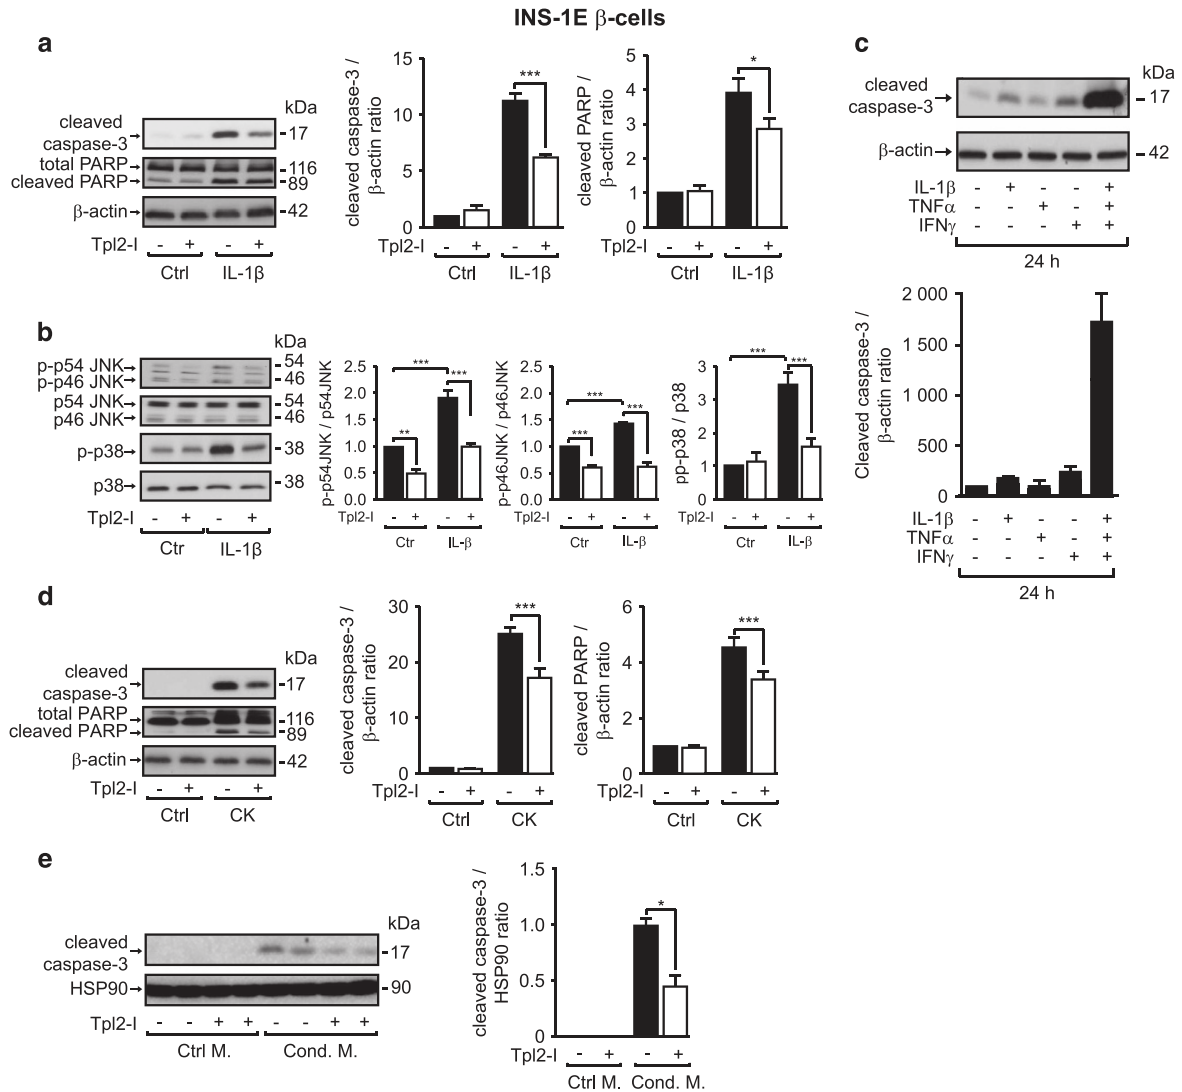 INS-1E β-cells
a
kDa
cleaved
caspase-3
17
total PARP
116
cleaved PARP
89
β-actin
42
Tpl2-I - + - +
Ctrl IL-1β
cleaved caspase-3 /
β-actin ratio
15
10
5
0
Tpl2-I - + - +
Ctrl IL-1β
***
cleaved PARP /
β-actin ratio
5
4
3
2
1
0
Tpl2-I - + - +
Ctrl IL-1β
*
b
kDa
p-p54 JNK
54
p-p46 JNK
46
p54 JNK
54
p46 JNK
46
p-p38
38
p38
38
Tpl2-I - + - +
Ctr IL-1β
p-p54JNK / p54JNK
2.5
2.0
1.5
1.0
0.5
0.0
** *** ***
Tpl2-I - + - +
Ctr IL-β
p-p46JNK / p46JNK
2.5
2.0
1.5
1.0
0.5
0.0
*** *** ***
Tpl2-I - + - +
Ctr IL-β
pp-p38 / p38
3
2
1
0
*** ***
Tpl2-I - + - +
Ctr IL-β
c
kDa
cleaved
caspase-3
17
β-actin
42
IL-1β - + - - +
TNFα - - + - +
IFNγ - - - + +
24 h
Cleaved caspase-3 /
β-actin ratio
2 000
1 500
1 000
500
0
IL-1β - + - - +
TNFα - - + - +
IFNγ - - - + +
24 h
d
kDa
cleaved
caspase-3
17
total PARP
116
cleaved PARP
89
β-actin
42
Tpl2-I - + - +
Ctrl CK
cleaved caspase-3 /
β-actin ratio
30
20
10
0
***
Tpl2-I - + - +
Ctrl CK
cleaved PARP /
β-actin ratio
6
4
2
0
***
Tpl2-I - + - +
Ctrl CK
e
kDa
cleaved
caspase-3
17
HSP90
90
Tpl2-I - - + + - - + +
Ctrl M. Cond. M.
cleaved caspase-3 /
HSP90 ratio
1.5
1.0
0.5
0
*
Tpl2-I - + - +
Ctrl M. Cond. M.